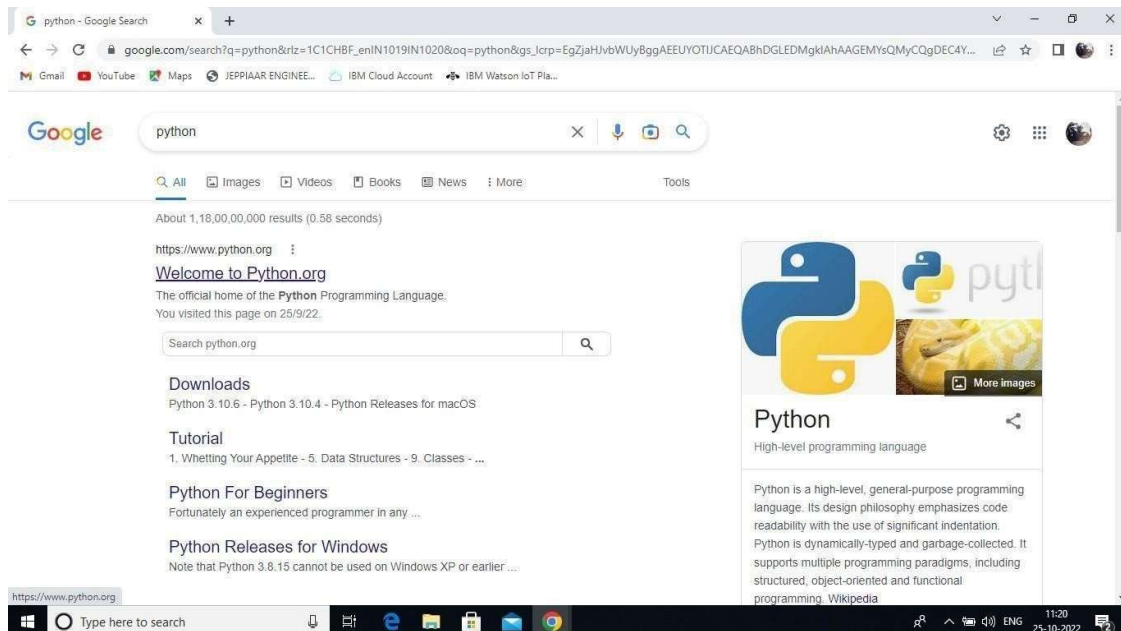 python - Google Search
google.com/search?q=python&rlz=1C1CHBF_enIN1019IN1020&oq=python&gs_lcrp=EgZjaHJvbWUyBggAEEUYOTIJCAEQABhDGLEDMgkIAhAAGEMYsQMyCQgDEC4Y...
Gmail YouTube Maps JEPPIAAR ENGINEE... IBM Cloud Account IBM Watson IoT Pla...
Google
python
All Images Videos Books News More Tools
About 1,18,00,00,000 results (0.58 seconds)
https://www.python.org
Welcome to Python.org
The official home of the Python Programming Language.
You visited this page on 25/9/22.
Search python.org
Downloads
Python 3.10.6 - Python 3.10.4 - Python Releases for macOS
Tutorial
1. Whetting Your Appetite - 5. Data Structures - 9. Classes - ...
Python For Beginners
Fortunately an experienced programmer in any ...
Python Releases for Windows
Note that Python 3.8.15 cannot be used on Windows XP or earlier ...
pyth
More images
Python
High-level programming language
Python is a high-level, general-purpose programming
language. Its design philosophy emphasizes code
readability with the use of significant indentation.
Python is dynamically-typed and garbage-collected. It
supports multiple programming paradigms, including
structured, object-oriented and functional
programming. Wikipedia
https://www.python.org
Type here to search
ENG
11:20
25-10-2022